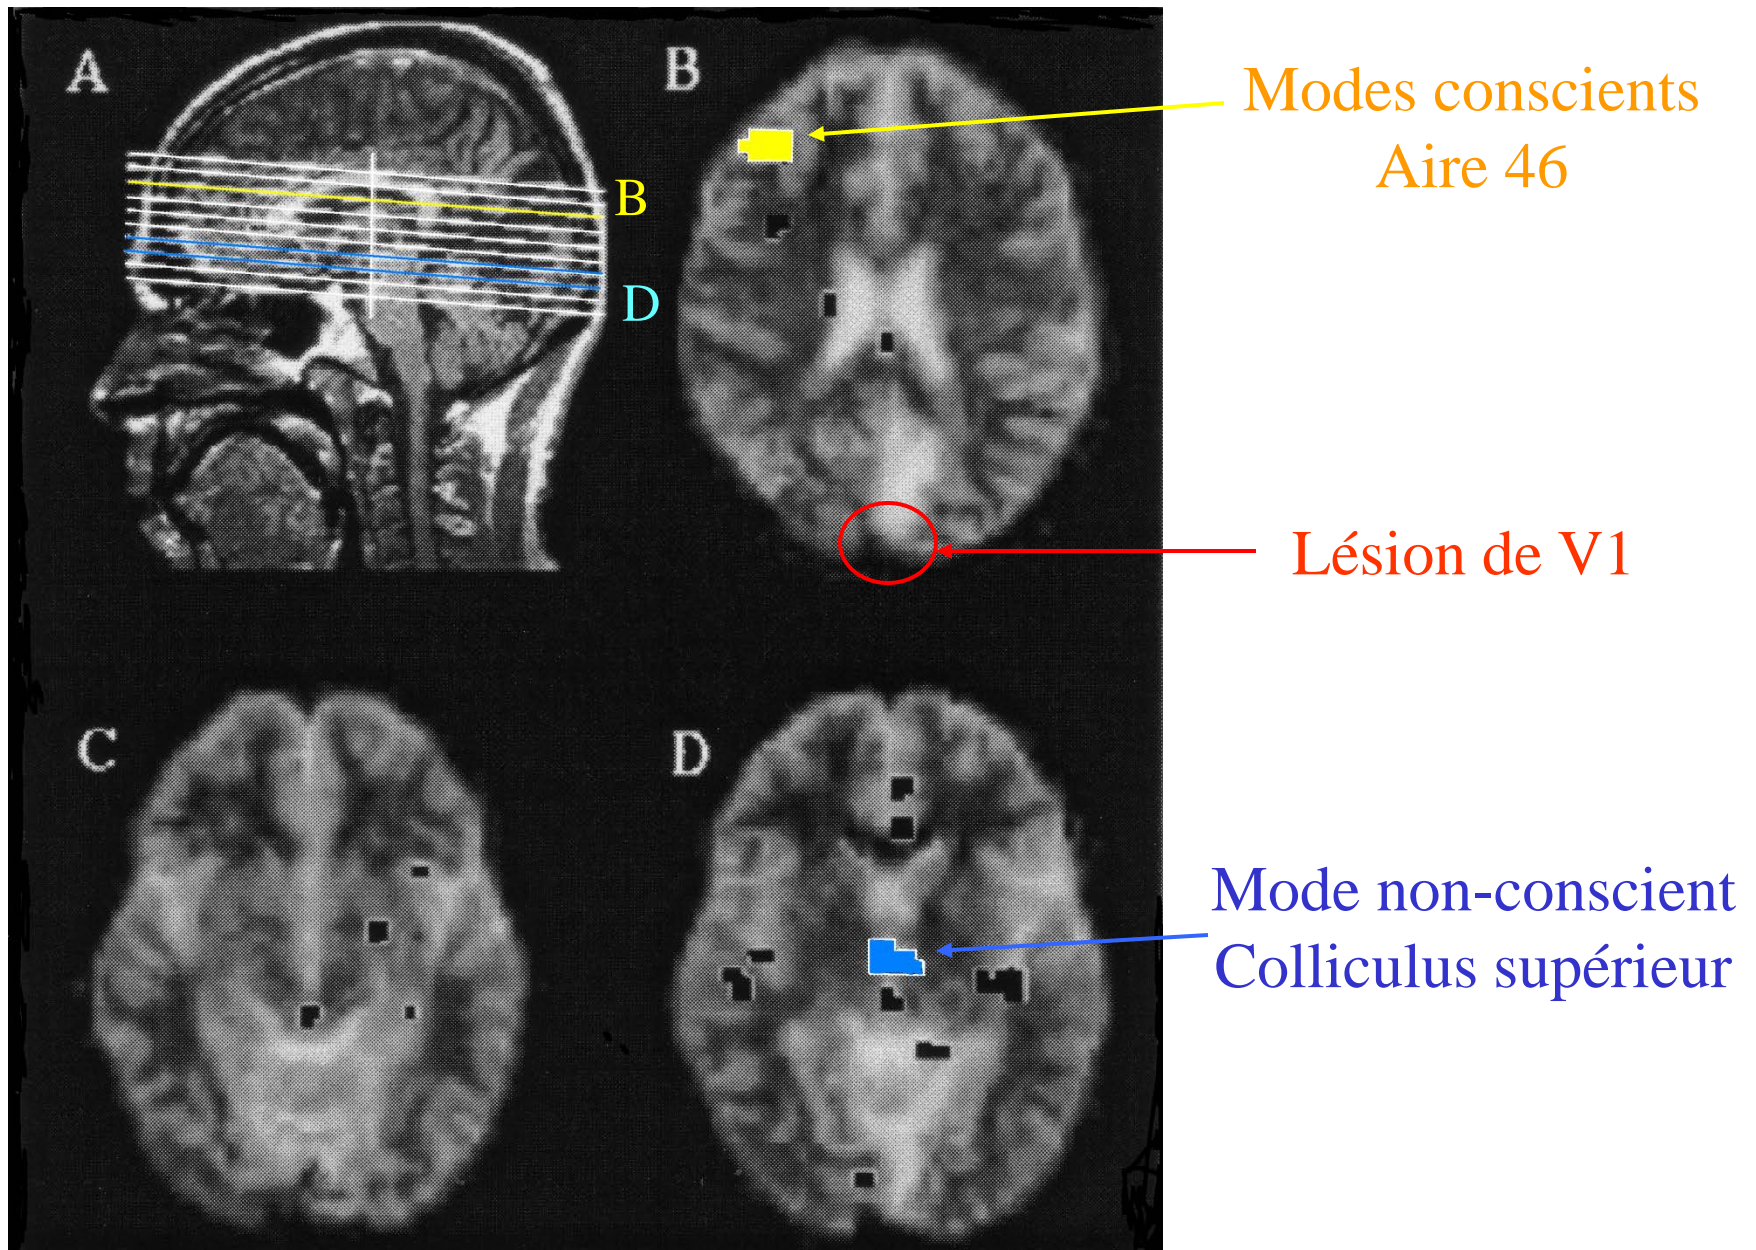 A
B
B
D
Modes conscients
Aire 46
Lésion de V1
C
D
Mode non-conscient
Colliculus supérieur